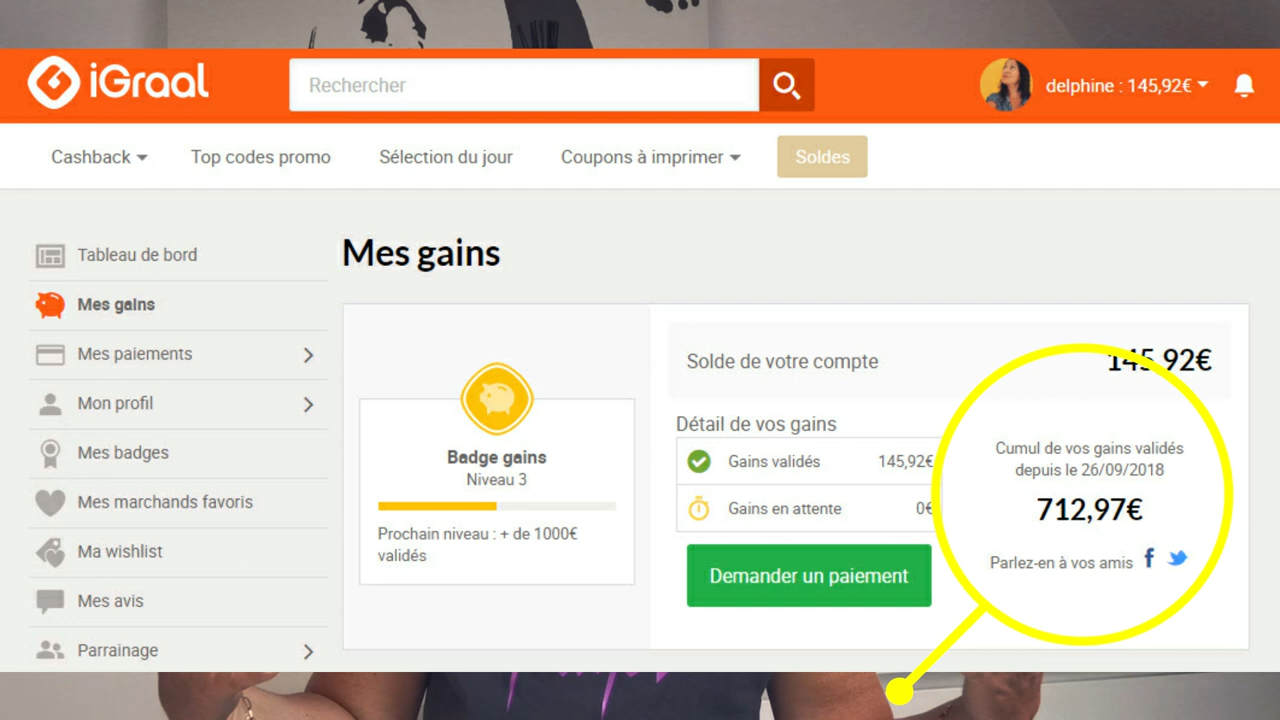 iGraal
Rechercher
delphine : 145,92€
Cashback
Top codes promo
Sélection du jour
Coupons à imprimer
Soldes
Tableau de bord
Mes gains
Mes paiements
Mon profil
Mes badges
Mes marchands favoris
Ma wishlist
Mes avis
Parrainage
Mes gains
Badge gains
Niveau 3
Prochain niveau : + de 1000€
validés
Solde de votre compte 145,92€
Détail de vos gains
Gains validés 145,92€
Gains en attente 0€
Demander un paiement
Cumul de vos gains validés
depuis le 26/09/2018
712,97€
Parlez-en à vos amis